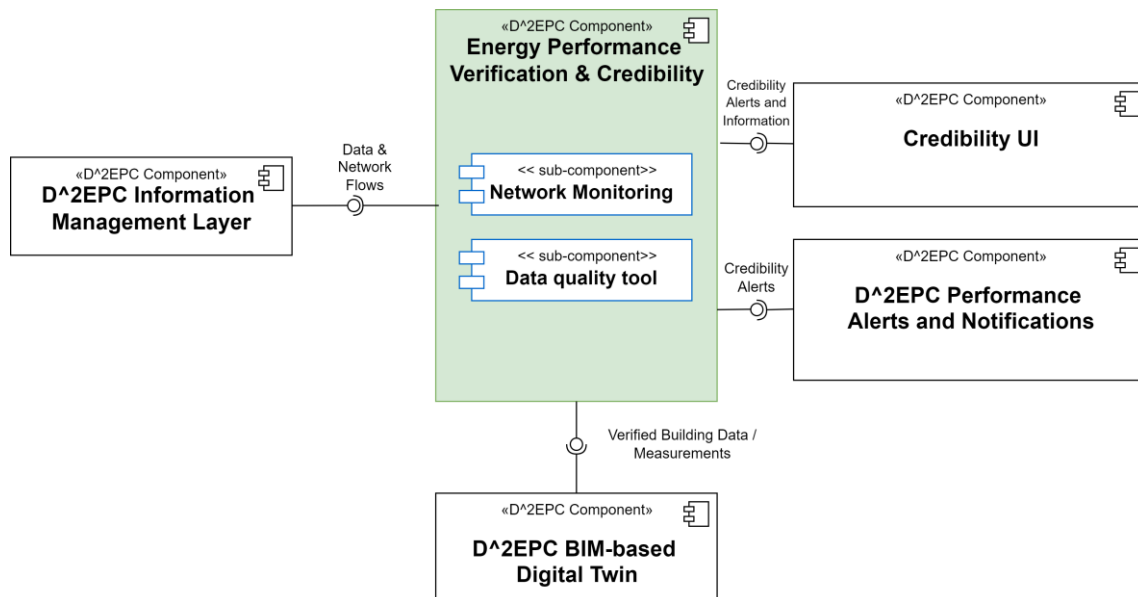 «D^2EPC Component»
Energy Performance
Verification & Credibility
<< sub-component>>
Network Monitoring
<< sub-component>>
Data quality tool
«D^2EPC Component»
D^2EPC Information
Management Layer
Data &
Network
Flows
Credibility
Alerts and
Information
«D^2EPC Component»
Credibility UI
Credibility
Alerts
«D^2EPC Component»
D^2EPC Performance
Alerts and Notifications
Verified Building Data /
Measurements
«D^2EPC Component»
D^2EPC BIM-based
Digital Twin